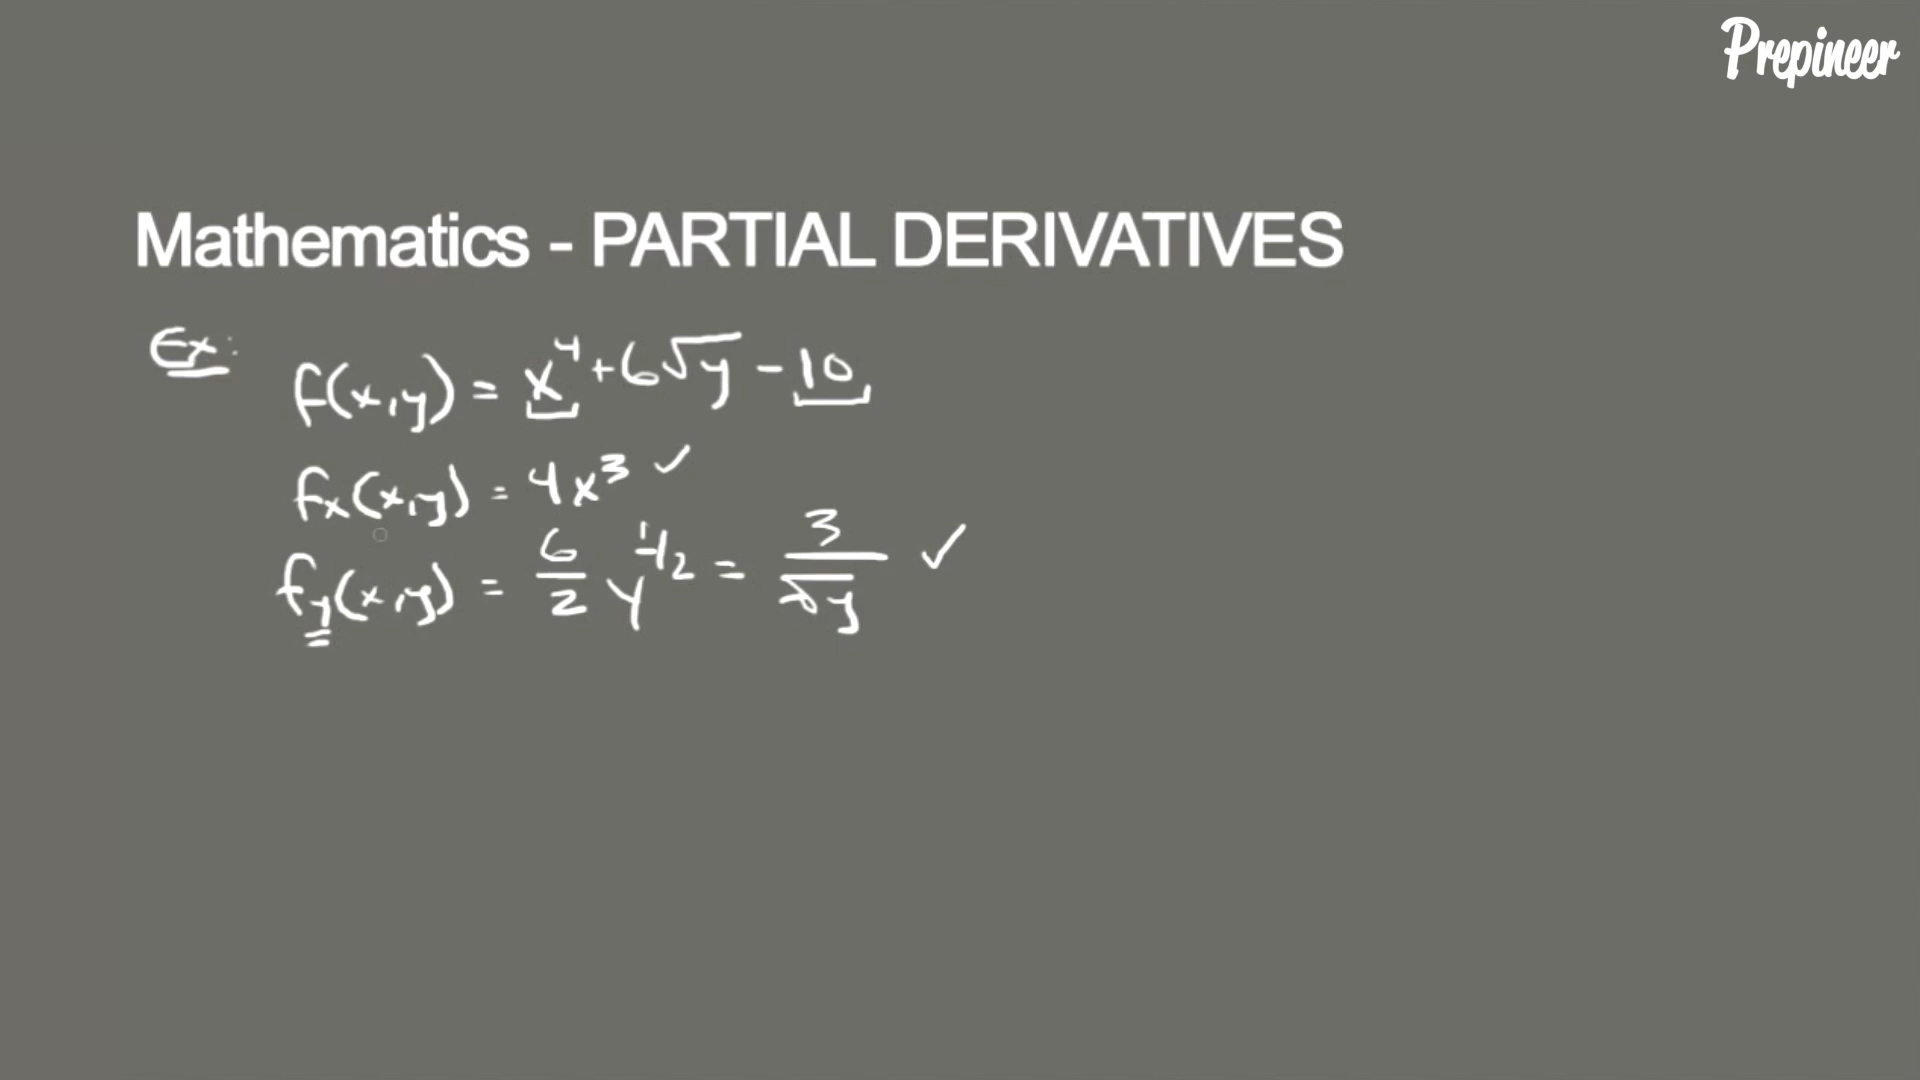 Prepineer
Mathematics - PARTIAL DERIVATIVES
Ex: f(x,y) = x⁴+6√y - 10
fx(x,y) = 4x³ ✓
fy(x,y) = 6/2 y^-1/2 = 3/√y ✓